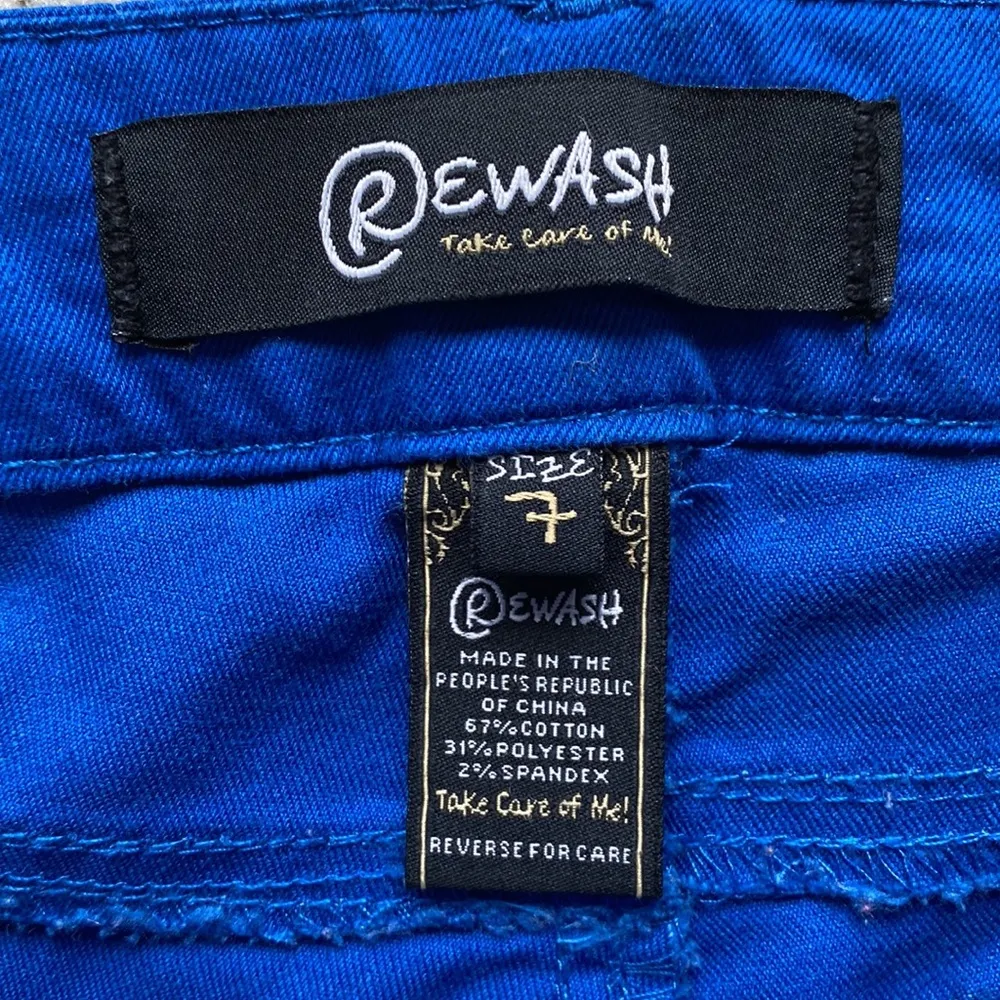 REWASH
Take care of Me!
SIZE
7
REWASH
MADE IN THE
PEOPLE'S REPUBLIC
OF CHINA
67% COTTON
31% POLYESTER
2% SPANDEX
Take Care of Me!
REVERSE FOR CARE